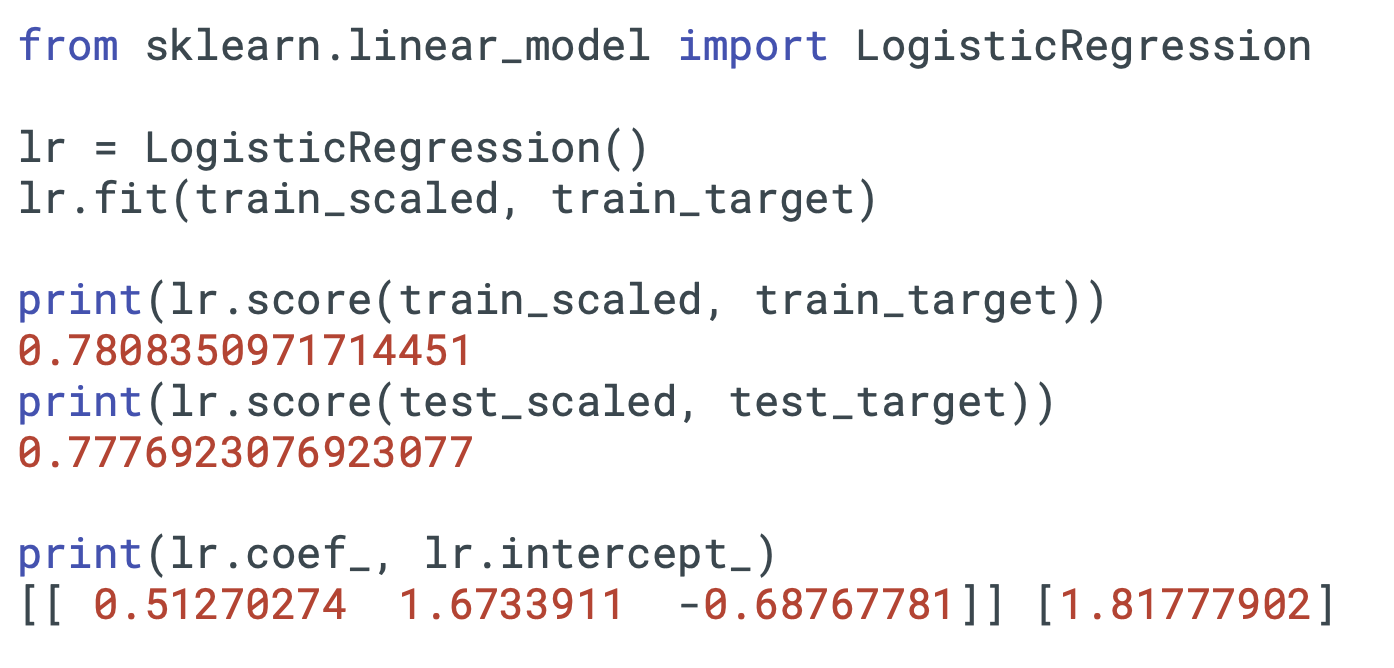 from sklearn.linear_model import LogisticRegression
lr = LogisticRegression()
lr.fit(train_scaled, train_target)
print(lr.score(train_scaled, train_target))
0.7808350971714451
print(lr.score(test_scaled, test_target))
0.7776923076923077
print(lr.coef_, lr.intercept_)
[[ 0.51270274  1.6733911  -0.68767781]] [1.81777902]